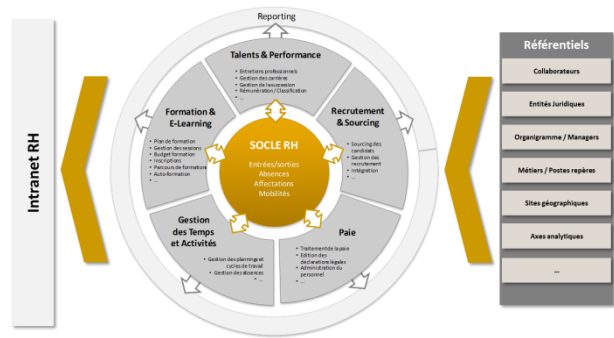 Reporting
Intranet RH
Talents & Performance
• Entretiens professionnels
• Gestion des carrières
• Gestion de la succession
• Rémunération / Classification
• ...
Formation &
E-Learning
• Plan de formation
• Gestion des sessions
• Budget formation
• Inscriptions
• Parcours de formations
• Auto-formation
• ...
Recrutement
& Sourcing
• Sourcing des
candidats
• Gestion des
recrutement
• Intégration
• ...
SOCLE RH
Entrées/sorties
Absences
Affectations
Mobilités
Gestion
des Temps
et Activités
• Gestion des plannings et
cycles de travail
• Gestion des absences
• ...
Paie
• Traitement de la paie
• Edition des
déclarations légales
• Administration du
personnel
• ...
Référentiels
Collaborateurs
Entités Juridiques
Organigramme / Managers
Métiers / Postes repères
Sites géographiques
Axes analytiques
...